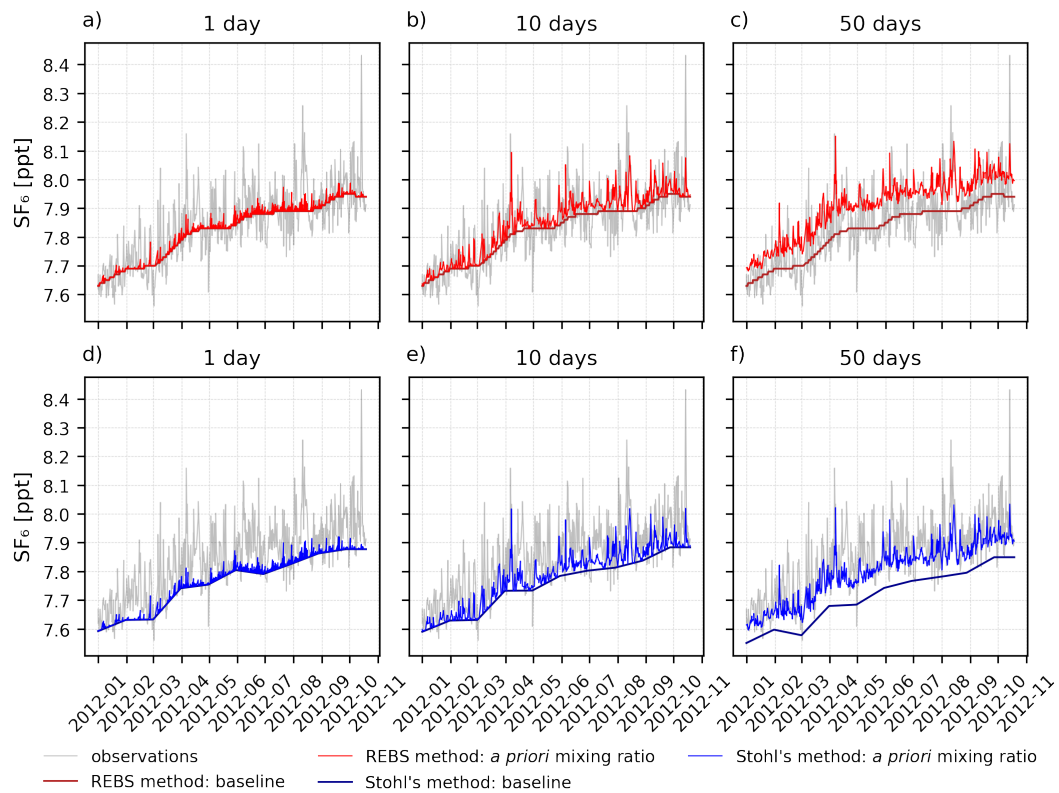 a) 1 day
b) 10 days
c) 50 days
8.4
8.3
8.2
8.1
8.0
7.9
7.8
7.7
7.6
SF₆ [ppt]
d) 1 day
e) 10 days
f) 50 days
8.4
8.3
8.2
8.1
8.0
7.9
7.8
7.7
7.6
SF₆ [ppt]
2012-01 2012-02 2012-03 2012-04 2012-05 2012-06 2012-07 2012-08 2012-09 2012-10 2012-11
2012-01 2012-02 2012-03 2012-04 2012-05 2012-06 2012-07 2012-08 2012-09 2012-10 2012-11
2012-01 2012-02 2012-03 2012-04 2012-05 2012-06 2012-07 2012-08 2012-09 2012-10 2012-11
observations
REBS method: a priori mixing ratio
Stohl's method: a priori mixing ratio
REBS method: baseline
Stohl's method: baseline